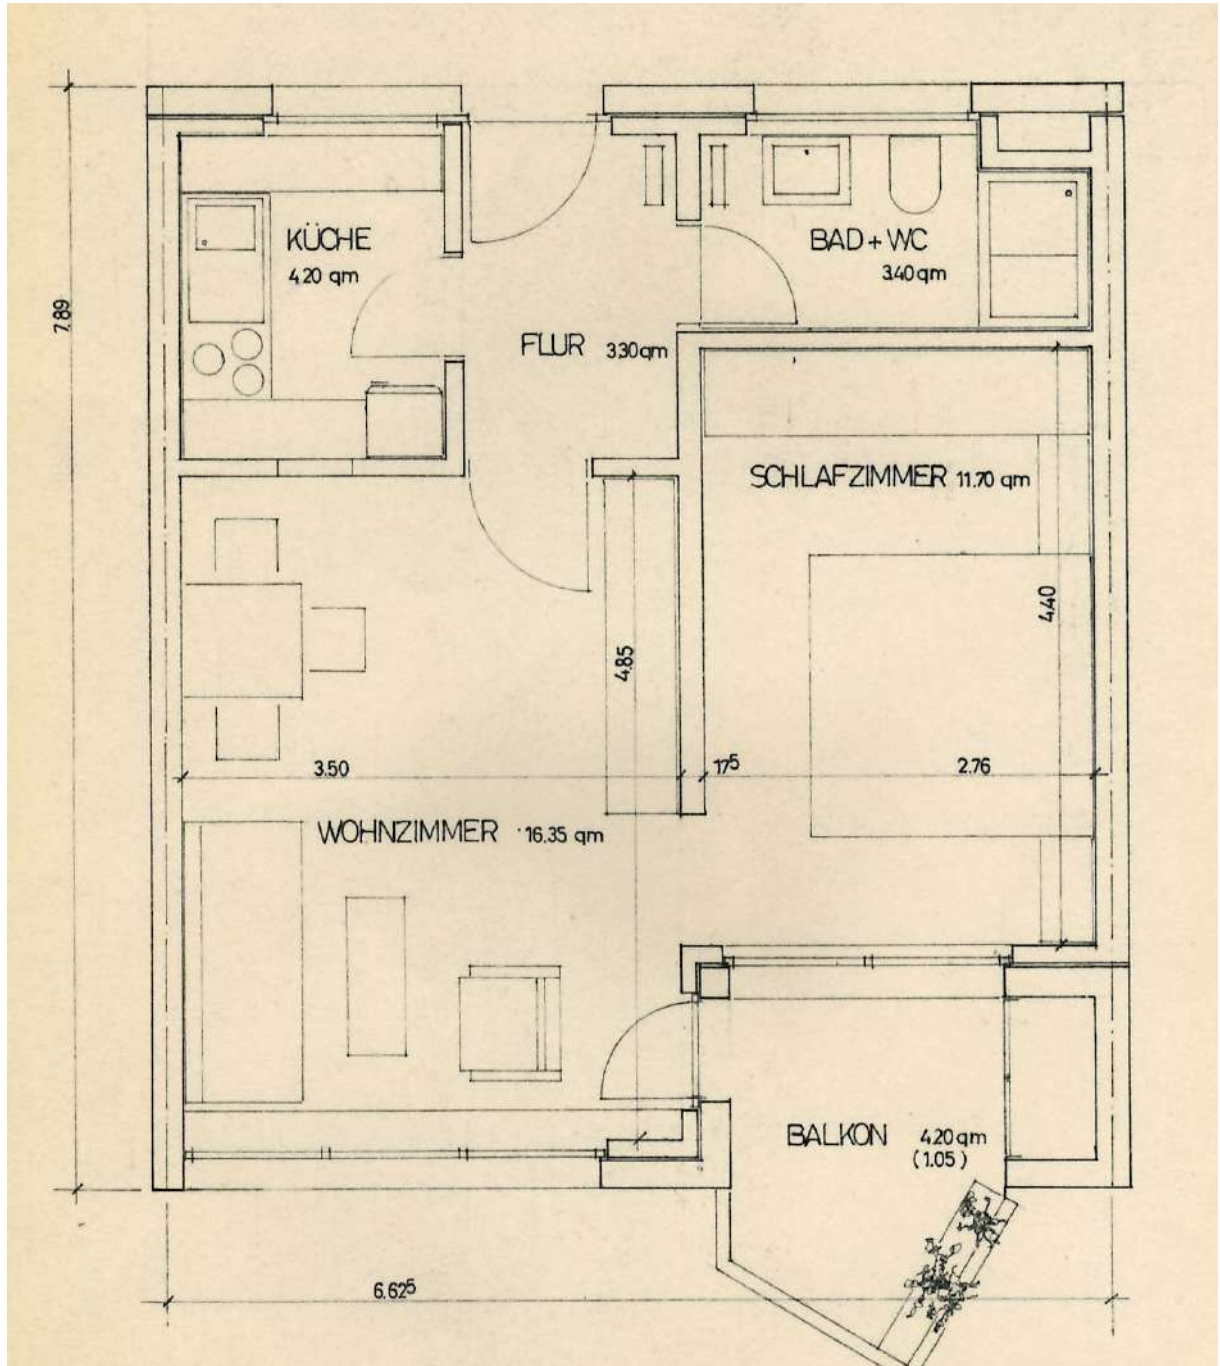 KÜCHE
4.20 qm
BAD + WC
3.40 qm
7.89
FLUR 3.30 qm
SCHLAFZIMMER 11.70 qm
4.40
4.85
3.50
17⁵
2.76
WOHNZIMMER 16.35 qm
BALKON 4.20 qm
(1.05)
6.62⁵